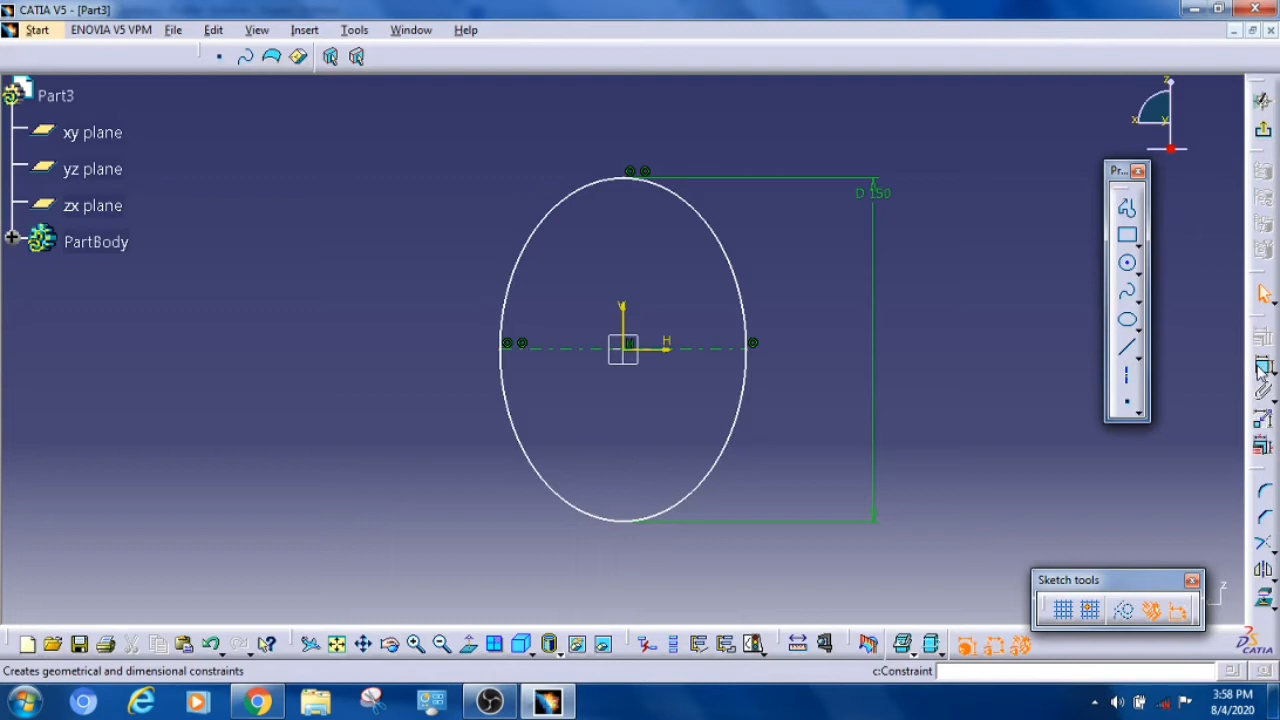 CATIA V5 - [Part3]
Start ENOVIA V5 VPM File Edit View Insert Tools Window Help
Part3
xy plane
yz plane
zx plane
PartBody
z
x
y
Pr...
D 150
V
H
Sketch tools
z
CATIA
Creates geometrical and dimensional constraints
c:Constraint
3:58 PM
8/4/2020